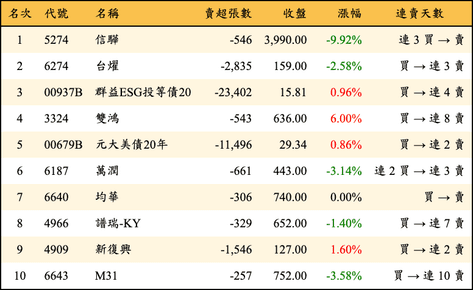 名次 代號 名稱 賣超張數 收盤 漲幅 連賣天數
1 5274 信驊 -546 3,990.00 -9.92% 連 3 買 → 賣
2 6274 台燿 -2,835 159.00 -2.58% 買 → 連 3 賣
3 00937B 群益ESG投等債20 -23,402 15.81 0.96% 買 → 連 4 賣
4 3324 雙鴻 -543 636.00 6.00% 買 → 連 8 賣
5 00679B 元大美債20年 -11,496 29.34 0.86% 買 → 連 2 賣
6 6187 萬潤 -661 443.00 -3.14% 連 2 買 → 連 3 賣
7 6640 均華 -306 740.00 0.00% 買 → 賣
8 4966 譜瑞-KY -329 652.00 -1.40% 買 → 連 7 賣
9 4909 新復興 -1,546 127.00 1.60% 買 → 連 2 賣
10 6643 M31 -257 752.00 -3.58% 買 → 連 10 賣